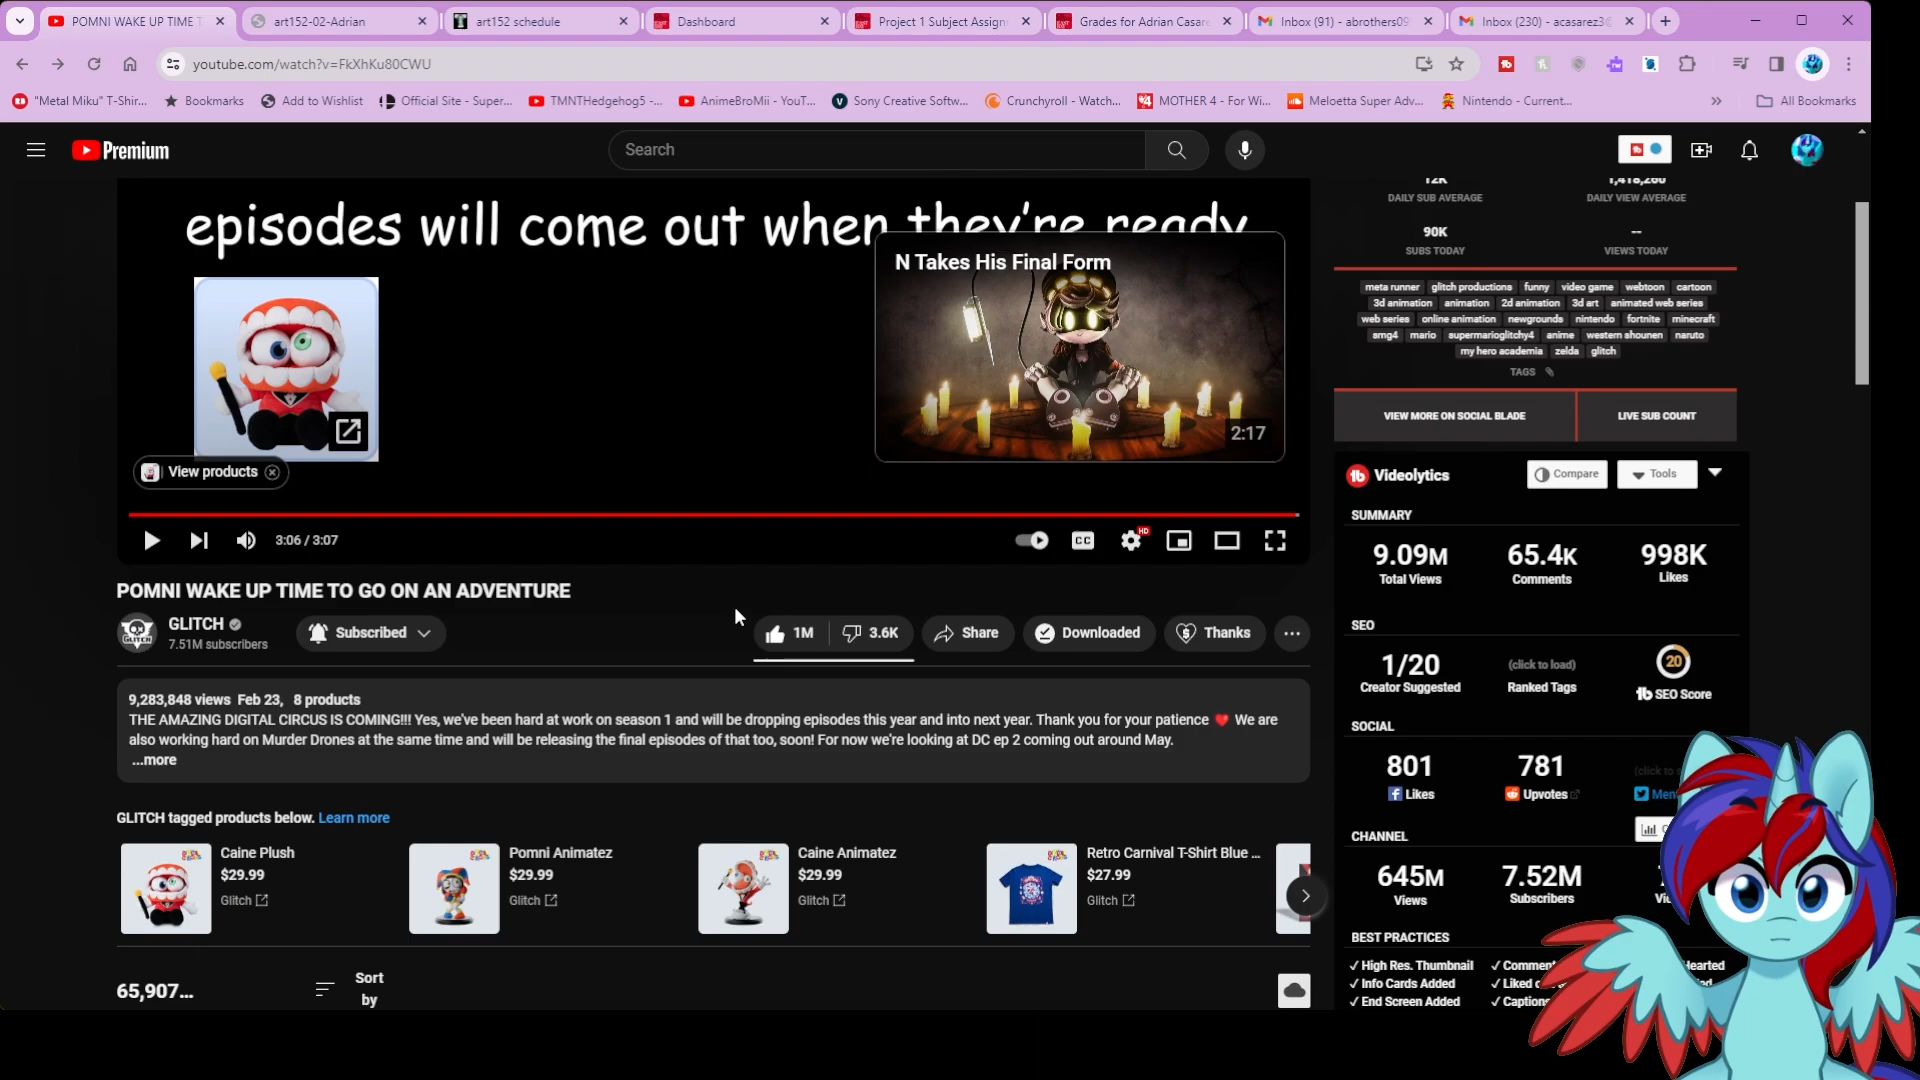 POMNI WAKE UP TIME T
art152-02-Adrian
art152 schedule
Dashboard
Project 1 Subject Assignm
Grades for Adrian Casare
Inbox (91) - abrothers09
Inbox (230) - acasarez3
youtube.com/watch?v=FkXhKu80CWU
"Metal Miku" T-Shir...
Bookmarks
Add to Wishlist
Official Site - Super...
TMNTHedgehog5 -...
AnimeBroMii - YouT...
Sony Creative Softw...
Crunchyroll - Watch...
MOTHER 4 - For Wi...
Meloetta Super Adv...
Nintendo - Current...
All Bookmarks
Premium
Search
episodes will come out when they're ready
N Takes His Final Form
2:17
View products
3:06 / 3:07
CC
HD
POMNI WAKE UP TIME TO GO ON AN ADVENTURE
GLITCH
7.51M subscribers
Subscribed
1M
3.6K
Share
Downloaded
Thanks
9,283,848 views Feb 23, 8 products
THE AMAZING DIGITAL CIRCUS IS COMING!!! Yes, we've been hard at work on season 1 and will be dropping episodes this year and into next year. Thank you for your patience ❤️ We are
also working hard on Murder Drones at the same time and will be releasing the final episodes of that too, soon! For now we're looking at DC ep 2 coming out around May.
...more
GLITCH tagged products below. Learn more
Caine Plush
$29.99
Glitch
Pomni Animatez
$29.99
Glitch
Caine Animatez
$29.99
Glitch
Retro Carnival T-Shirt Blue ...
$27.99
Glitch
65,907...
Sort
by
12K
DAILY SUB AVERAGE
1,418,260
DAILY VIEW AVERAGE
90K
SUBS TODAY
--
VIEWS TODAY
meta runner glitch productions funny video game webtoon cartoon
3d animation animation 2d animation 3d art animated web series
web series online animation newgrounds nintendo fortnite minecraft
smg4 mario supermarioglitchy4 anime western shounen naruto
my hero academia zelda glitch
TAGS
VIEW MORE ON SOCIAL BLADE
LIVE SUB COUNT
Videolytics
Compare
Tools
SUMMARY
9.09M
Total Views
65.4K
Comments
998K
Likes
SEO
1/20
Creator Suggested
(click to load)
Ranked Tags
20
SEO Score
SOCIAL
801
Likes
781
Upvotes
(click to
Men
CHANNEL
645M
Views
7.52M
Subscribers
BEST PRACTICES
✓ High Res. Thumbnail
✓ Comment
Hearted
✓ Info Cards Added
✓ Liked
✓ End Screen Added
✓ Captions